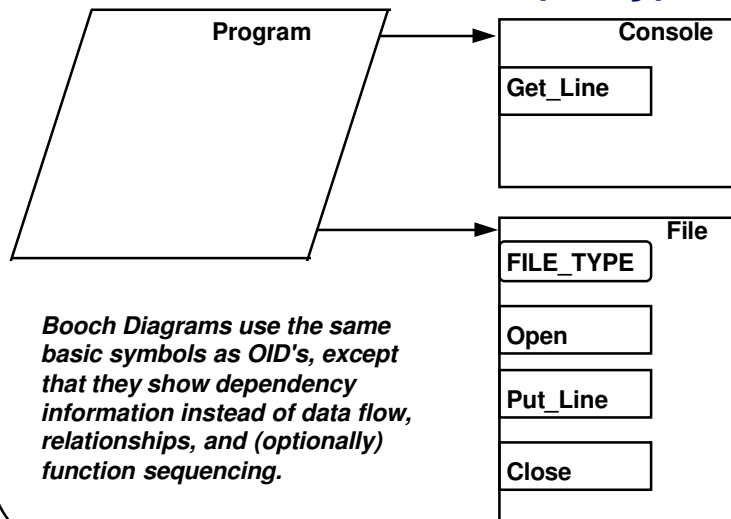 Program
Console
Get_Line
File
FILE_TYPE
Open
Put_Line
Close
Booch Diagrams use the same
basic symbols as OID's, except
that they show dependency
information instead of data flow,
relationships, and (optionally)
function sequencing.